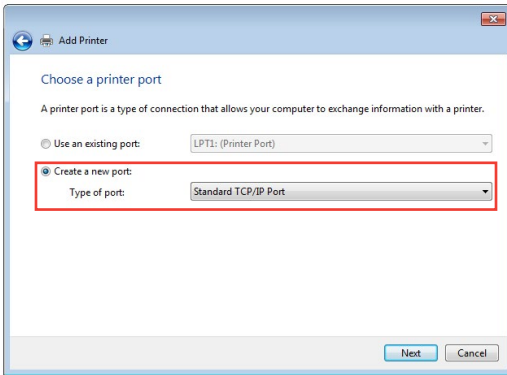 Add Printer
Choose a printer port
A printer port is a type of connection that allows your computer to exchange information with a printer.
Use an existing port: LPT1: (Printer Port)
Create a new port:
Type of port: Standard TCP/IP Port
Next Cancel